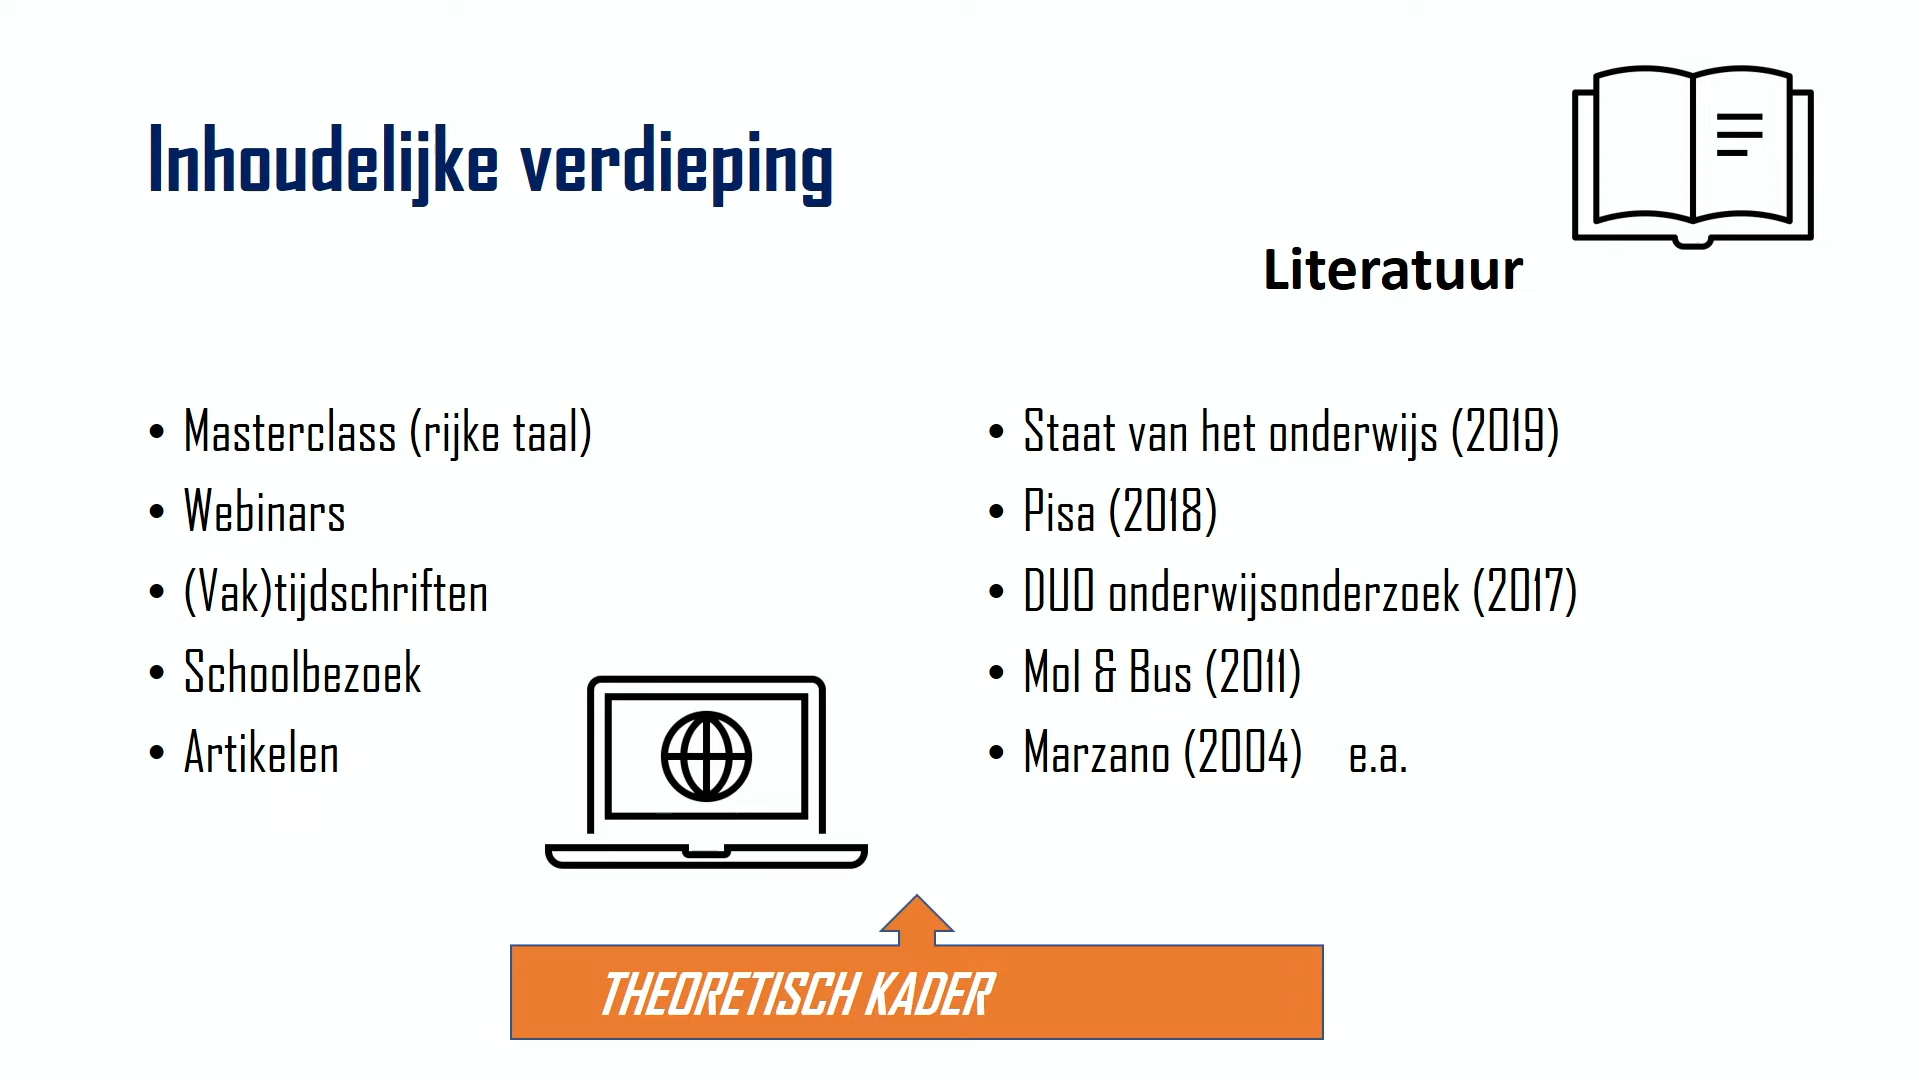 Inhoudelijke verdieping
Literatuur
• Masterclass (rijke taal)
• Webinars
• (Vak)tijdschriften
• Schoolbezoek
• Artikelen
• Staat van het onderwijs (2019)
• Pisa (2018)
• DUO onderwijsonderzoek (2017)
• Mol & Bus (2011)
• Marzano (2004) e.a.
THEORETISCH KADER